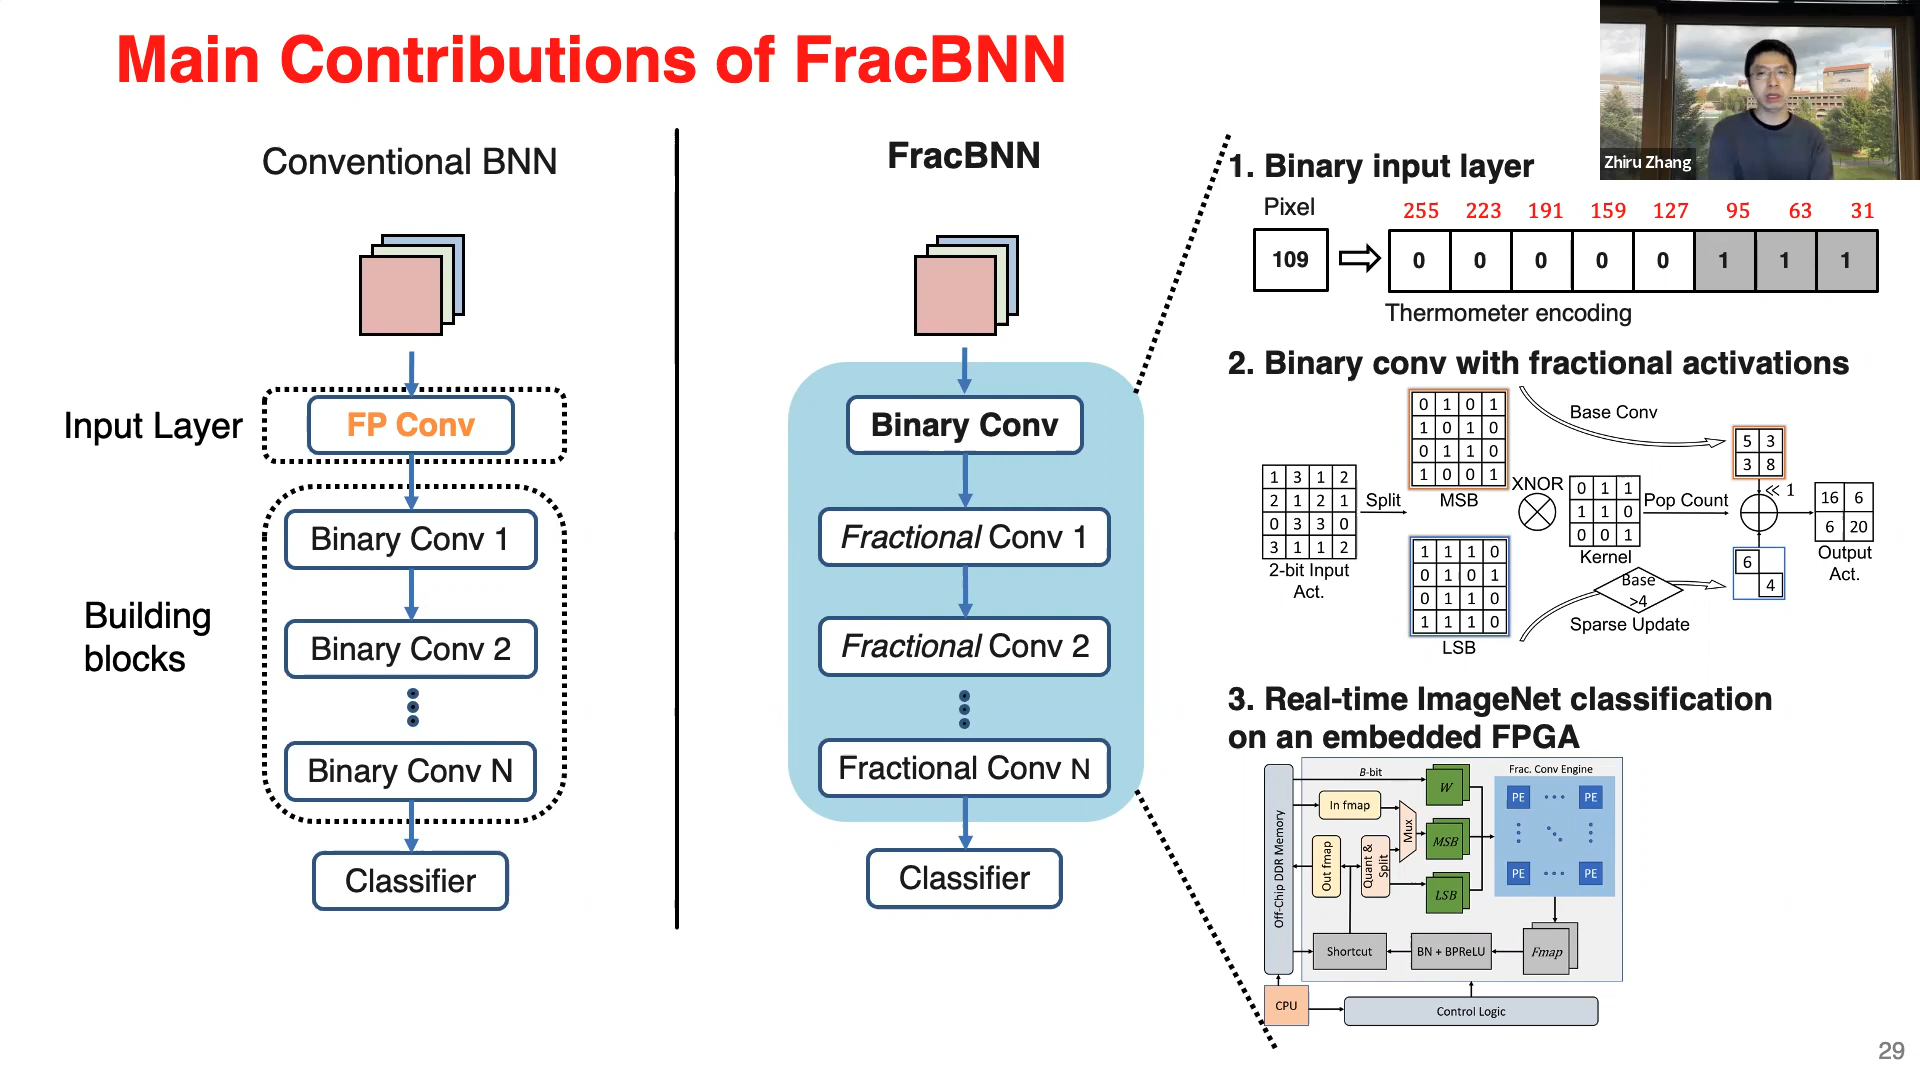 Main Contributions of FracBNN
Zhiru Zhang
Conventional BNN
Input Layer
FP Conv
Building
blocks
Binary Conv 1
Binary Conv 2
Binary Conv N
Classifier
FracBNN
Binary Conv
Fractional Conv 1
Fractional Conv 2
Fractional Conv N
Classifier
1. Binary input layer
Pixel
255 223 191 159 127 95 63 31
109
0 0 0 0 0 1 1 1
Thermometer encoding
2. Binary conv with fractional activations
1 3 1 2
2 1 2 1
0 3 3 0
3 1 1 2
2-bit Input
Act.
Split
0 1 0 1
1 0 1 0
0 1 1 0
1 0 0 1
MSB
1 1 1 0
0 1 0 1
0 1 1 0
1 1 1 0
LSB
Base Conv
XNOR
0 1 1
1 1 0
0 0 1
Kernel
Pop Count
Base
>4
Sparse Update
5 3
3 8
≪ 1
6
4
16 6
6 20
Output
Act.
3. Real-time ImageNet classification
on an embedded FPGA
Off-Chip DDR Memory
B-bit
In fmap
Out fmap
Quant &
Split
Mux
W
MSB
LSB
Frac. Conv Engine
PE ··· PE
PE ··· PE
Shortcut
BN + BPReLU
Fmap
CPU
Control Logic
29